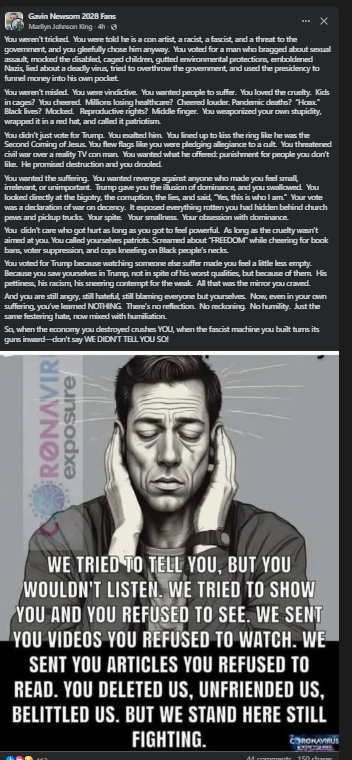 Gavin Newsom 2028 Fans
Marilyn Johnson King · 4h
You weren't tricked. You were told he is a con artist, a racist, a fascist, and a threat to the
government, and you gleefully chose him anyway. You voted for a man who bragged about sexual
assault, mocked the disabled, caged children, gutted environmental protections, emboldened
Nazis, lied about a deadly virus, tried to overthrow the government, and used the presidency to
funnel money into his own pocket.
You weren't misled. You were vindictive. You wanted people to suffer. You loved the cruelty. Kids
in cages? You cheered. Millions losing healthcare? Cheered louder. Pandemic deaths? "Hoax."
Black lives? Mocked. Reproductive rights? Middle finger. You weaponized your own stupidity,
wrapped it in a red hat, and called it patriotism.
You didn't just vote for Trump. You exalted him. You lined up to kiss the ring like he was the
Second Coming of Jesus. You flew flags like you were pledging allegiance to a cult. You threatened
civil war over a reality TV con man. You wanted what he offered: punishment for people you don't
like. He promised destruction and you drooled.
You wanted the suffering. You wanted revenge against anyone who made you feel small,
irrelevant, or unimportant. Trump gave you the illusion of dominance, and you swallowed. You
looked directly at the bigotry, the corruption, the lies, and said, "Yes, this is who I am." Your vote
was a declaration of war on decency. It exposed everything rotten you had hidden behind church
pews and pickup trucks. Your spite. Your smallness. Your obsession with dominance.
You didn't care who got hurt as long as you got to feel powerful. As long as the cruelty wasn't
aimed at you. You called yourselves patriots. Screamed about "FREEDOM" while cheering for book
bans, voter suppression, and cops kneeling on Black people's necks.
You voted for Trump because watching someone else suffer made you feel a little less empty.
Because you saw yourselves in Trump, not in spite of his worst qualities, but because of them. His
pettiness, his racism, his sneering contempt for the weak. All that was the mirror you craved.
And you are still angry, still hateful, still blaming everyone but yourselves. Now, even in your own
suffering, you've learned NOTHING. There's no reflection. No reckoning. No humility. Just the
same festering hate, now mixed with humiliation.
So, when the economy you destroyed crushes YOU, when the fascist machine you built turns its
guns inward—don't say WE DIDN'T TELL YOU SO!
RONAVIR
exposure
WE TRIED TO TELL YOU, BUT YOU
WOULDN'T LISTEN. WE TRIED TO SHOW
YOU AND YOU REFUSED TO SEE. WE SENT
YOU VIDEOS YOU REFUSED TO WATCH. WE
SENT YOU ARTICLES YOU REFUSED TO
READ. YOU DELETED US, UNFRIENDED US,
BELITTLED US. BUT WE STAND HERE STILL
FIGHTING.
CORONAVIRUS
44 comments 150 shares